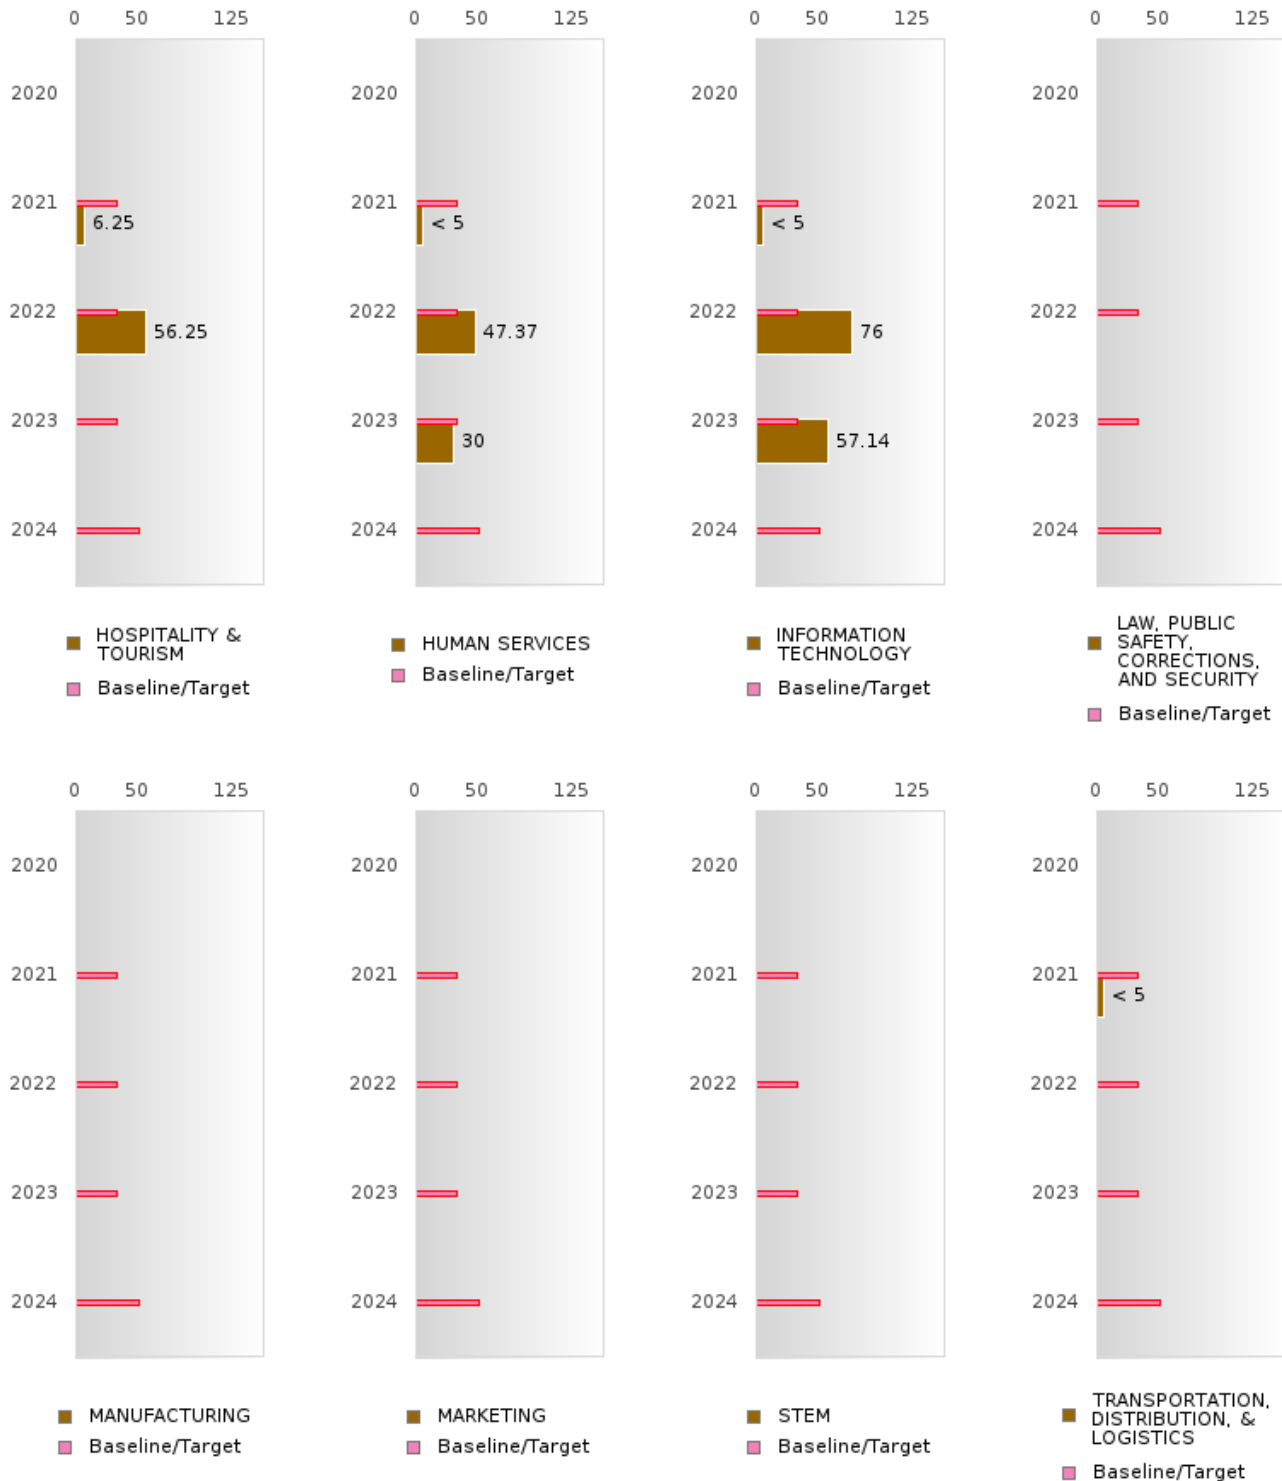 0 50 125 0 50 125 0 50 125 0 50 125
2020 2020 2020 2020
2021 2021 2021 2021
6.25 < 5 < 5
2022 2022 2022 2022
56.25 47.37 76
2023 2023 2023 2023
30 57.14
2024 2024 2024 2024
HOSPITALITY &
TOURISM
Baseline/Target
HUMAN SERVICES
Baseline/Target
INFORMATION
TECHNOLOGY
Baseline/Target
LAW, PUBLIC
SAFETY,
CORRECTIONS,
AND SECURITY
Baseline/Target
0 50 125 0 50 125 0 50 125 0 50 125
2020 2020 2020 2020
2021 2021 2021 2021
< 5
2022 2022 2022 2022
2023 2023 2023 2023
2024 2024 2024 2024
MANUFACTURING
Baseline/Target
MARKETING
Baseline/Target
STEM
Baseline/Target
TRANSPORTATION,
DISTRIBUTION, &
LOGISTICS
Baseline/Target